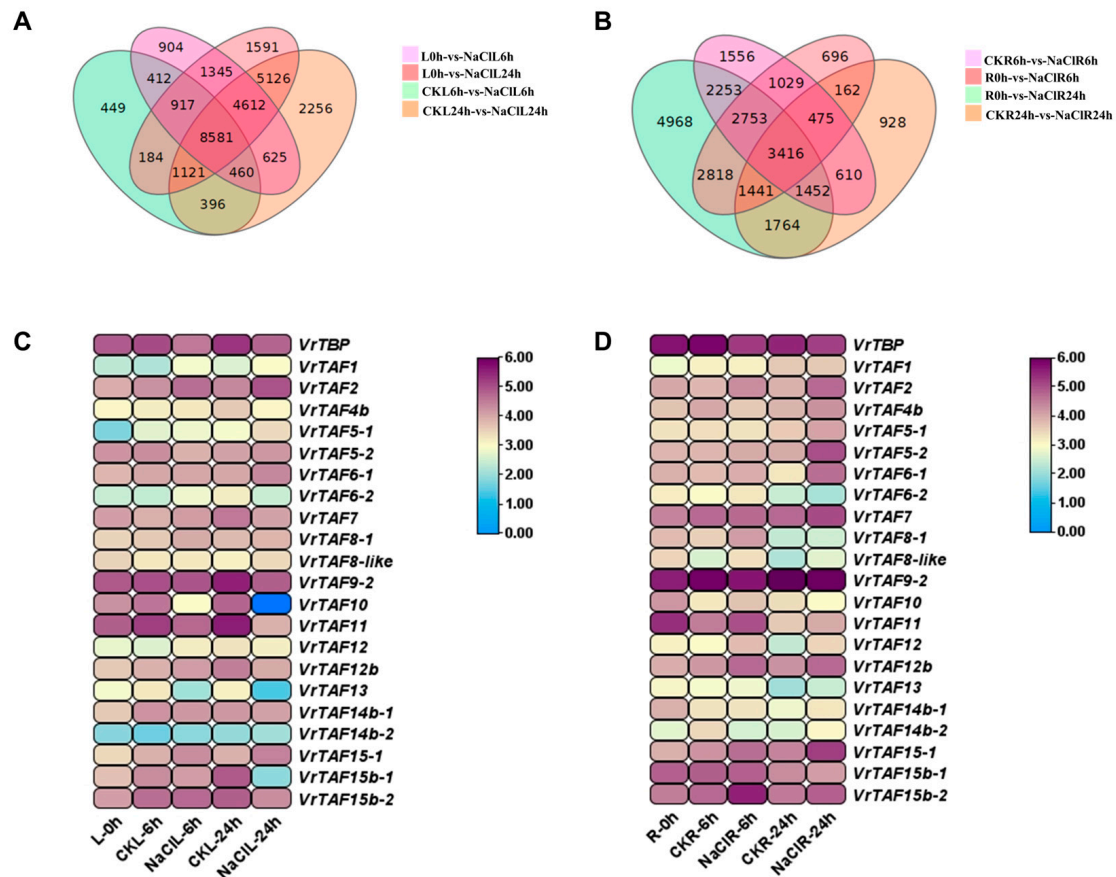 A
904
1591
412
1345
5126
449
917
4612
2256
8581
184
625
1121
460
396
L0h-vs-NaClL6h
L0h-vs-NaClL24h
CKL6h-vs-NaClL6h
CKL24h-vs-NaClL24h
B
1556
696
2253
1029
162
4968
2753
475
928
3416
2818
610
1441
1452
1764
CKR6h-vs-NaClR6h
R0h-vs-NaClR6h
R0h-vs-NaClR24h
CKR24h-vs-NaClR24h
C
VrTBP
VrTAF1
VrTAF2
VrTAF4b
VrTAF5-1
VrTAF5-2
VrTAF6-1
VrTAF6-2
VrTAF7
VrTAF8-1
VrTAF8-like
VrTAF9-2
VrTAF10
VrTAF11
VrTAF12
VrTAF12b
VrTAF13
VrTAF14b-1
VrTAF14b-2
VrTAF15-1
VrTAF15b-1
VrTAF15b-2
L-0h
CKL-6h
NaClL-6h
CKL-24h
NaClL-24h
6.00
5.00
4.00
3.00
2.00
1.00
0.00
D
VrTBP
VrTAF1
VrTAF2
VrTAF4b
VrTAF5-1
VrTAF5-2
VrTAF6-1
VrTAF6-2
VrTAF7
VrTAF8-1
VrTAF8-like
VrTAF9-2
VrTAF10
VrTAF11
VrTAF12
VrTAF12b
VrTAF13
VrTAF14b-1
VrTAF14b-2
VrTAF15-1
VrTAF15b-1
VrTAF15b-2
R-0h
CKR-6h
NaClR-6h
CKR-24h
NaClR-24h
6.00
5.00
4.00
3.00
2.00
1.00
0.00